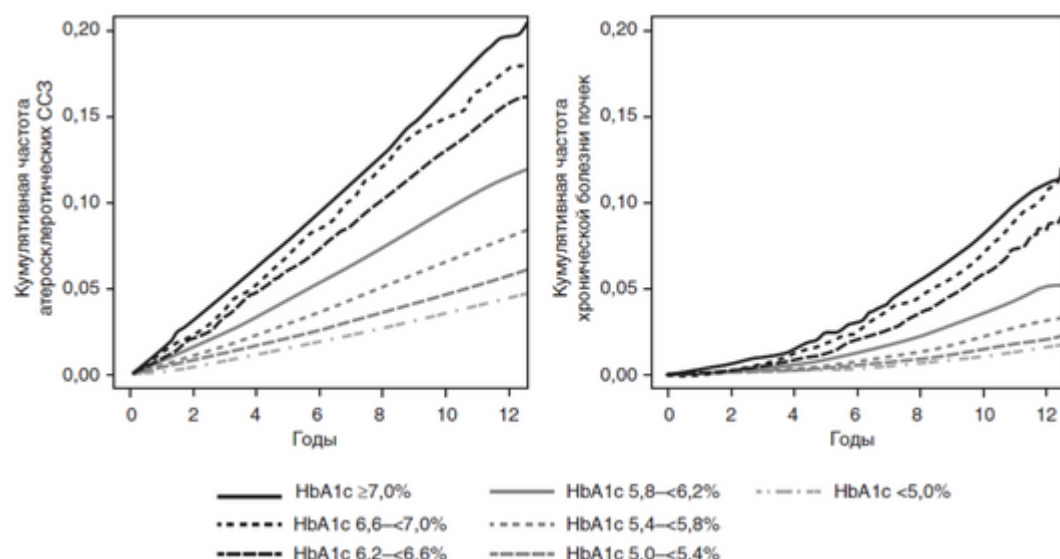 Кумулятивная частота
атеросклеротических ССЗ
0,20
0,15
0,10
0,05
0,00
0 2 4 6 8 10 12
Годы
Кумулятивная частота
хронической болезни почек
0,20
0,15
0,10
0,05
0,00
0 2 4 6 8 10 12
Годы
HbA1c ≥7,0%
HbA1c 5,8–<6,2%
HbA1c <5,0%
HbA1c 6,6–<7,0%
HbA1c 5,4–<5,8%
HbA1c 6,2–<6,6%
HbA1c 5,0–<5,4%